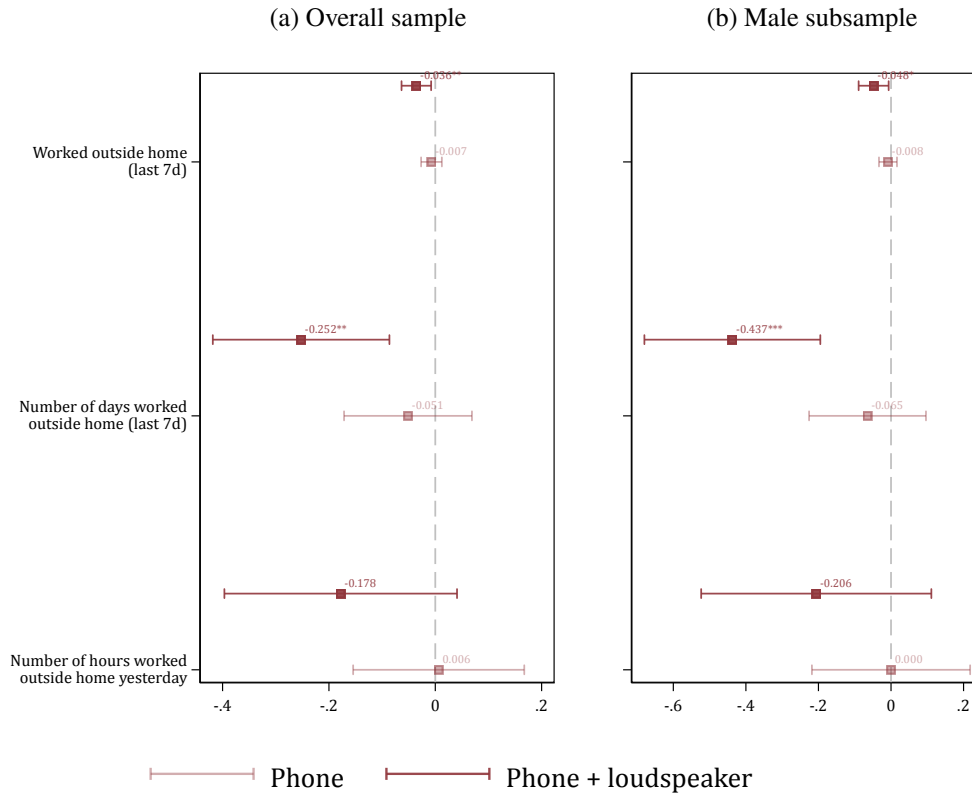 (a) Overall sample
(b) Male subsample
-0.036**
-0.048*
Worked outside home
(last 7d)
-0.007
-0.008
-0.252**
-0.437***
Number of days worked
outside home (last 7d)
-0.051
-0.065
-0.178
-0.206
Number of hours worked
outside home yesterday
0.006
0.000
-.4 -.2 0 .2
-.6 -.4 -.2 0 .2
Phone
Phone + loudspeaker